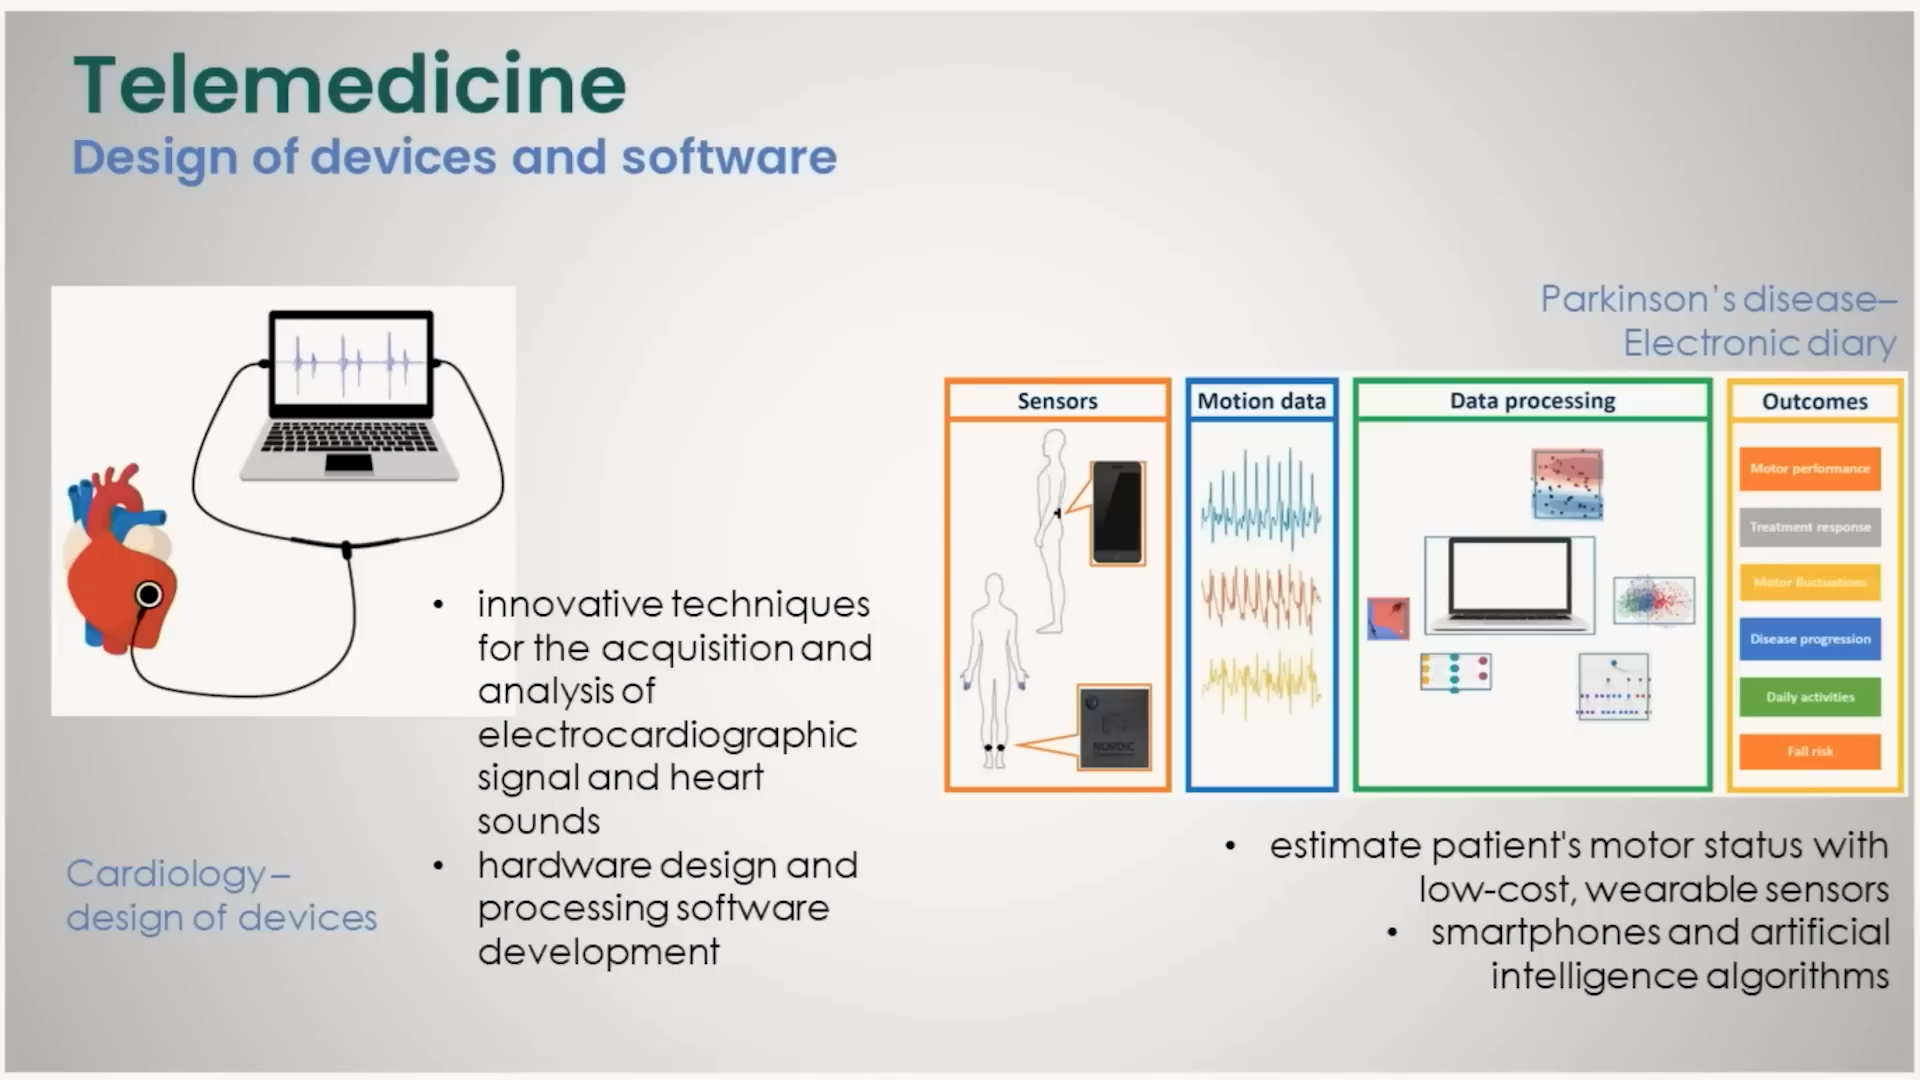 Telemedicine
Design of devices and software
Parkinson's disease–
Electronic diary
Sensors
Motion data
Data processing
Outcomes
Motor performance
Treatment response
Motor fluctuations
Disease progression
Daily activities
Fall risk
NORDIC
• innovative techniques
for the acquisition and
analysis of
electrocardiographic
signal and heart
sounds
• hardware design and
processing software
development
Cardiology–
design of devices
• estimate patient's motor status with
low-cost, wearable sensors
• smartphones and artificial
intelligence algorithms